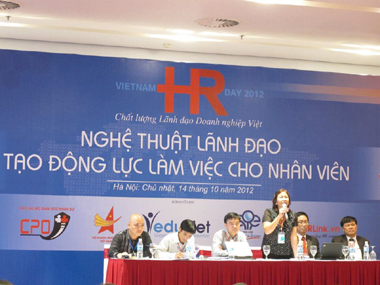 VIETNAM HR DAY 2012
Chất lượng Lãnh đạo Doanh nghiệp Việt
NGHỆ THUẬT LÃNH ĐẠO
TẠO ĐỘNG LỰC LÀM VIỆC CHO NHÂN VIÊN
Hà Nội: Chủ nhật, 14 tháng 10 năm 2012
CPO